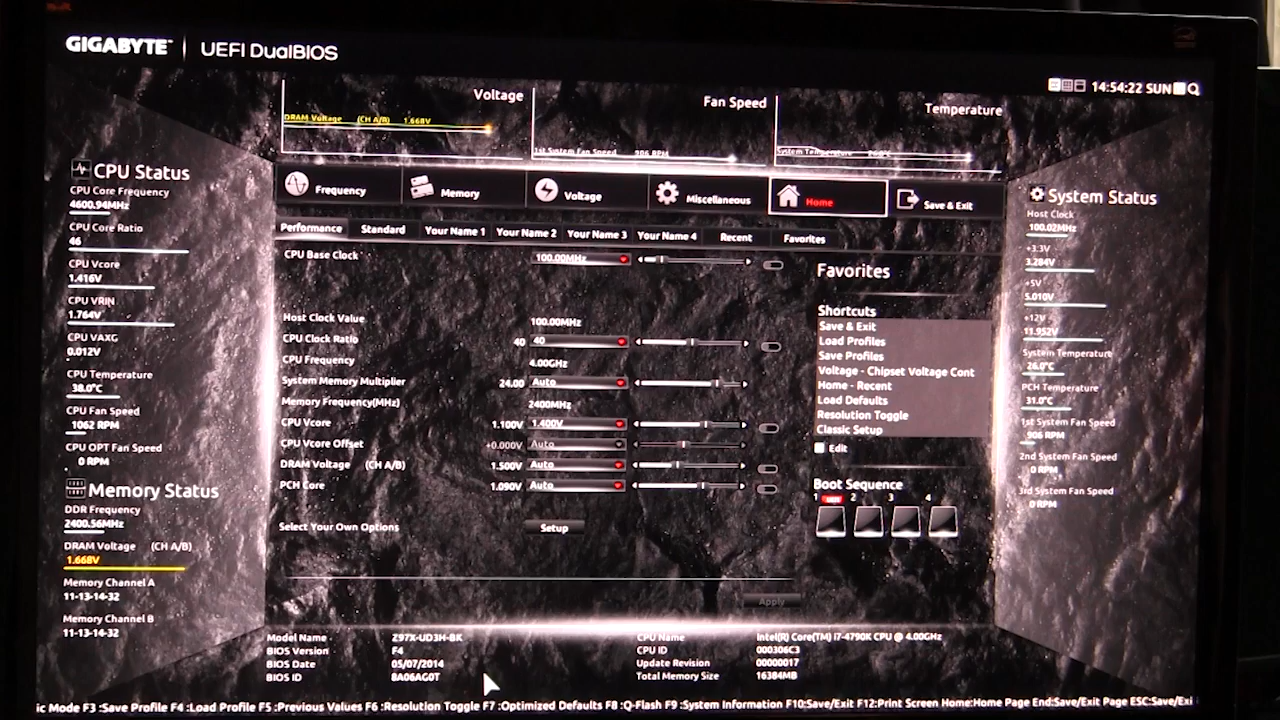 GIGABYTE™ | UEFI DualBIOS
14:54:22 SUN
Voltage
DRAM Voltage (CH A/B) 1.668V
Fan Speed
1st System Fan Speed 906 RPM
Temperature
System Temperature
Frequency Memory Voltage Miscellaneous Home Save & Exit
Performance Standard Your Name 1 Your Name 2 Your Name 3 Your Name 4 Recent Favorites
CPU Status
CPU Core Frequency
4600.94MHz
CPU Core Ratio
46
CPU Vcore
1.416V
CPU VRIN
1.764V
CPU VAXG
0.012V
CPU Temperature
38.0°C
CPU Fan Speed
1062 RPM
CPU OPT Fan Speed
0 RPM
Memory Status
DDR Frequency
2400.56MHz
DRAM Voltage (CH A/B)
1.668V
Memory Channel A
11-13-14-32
Memory Channel B
11-13-14-32
CPU Base Clock 100.00MHz
Host Clock Value 100.00MHz
CPU Clock Ratio 40 40
CPU Frequency 4.00GHz
System Memory Multiplier 24.00 Auto
Memory Frequency(MHz) 2400MHz
CPU Vcore 1.100V 1.400V
CPU Vcore Offset +0.000V Auto
DRAM Voltage (CH A/B) 1.500V Auto
PCH Core 1.090V Auto
Select Your Own Options Setup
Apply
Favorites
Shortcuts
Save & Exit
Load Profiles
Save Profiles
Voltage - Chipset Voltage Cont
Home - Recent
Load Defaults
Resolution Toggle
Classic Setup
Edit
Boot Sequence
1 UEFI 2 3 4
System Status
Host Clock
100.02MHz
+3.3V
3.284V
+5V
5.010V
+12V
11.952V
System Temperature
26.0°C
PCH Temperature
31.0°C
1st System Fan Speed
906 RPM
2nd System Fan Speed
0 RPM
3rd System Fan Speed
0 RPM
Model Name Z97X-UD3H-BK
BIOS Version F4
BIOS Date 05/07/2014
BIOS ID 8A06AG0T
CPU Name Intel(R) Core(TM) i7-4790K CPU @ 4.00GHz
CPU ID 000306C3
Update Revision 00000017
Total Memory Size 16384MB
ic Mode F3 :Save Profile F4 :Load Profile F5 :Previous Values F6 :Resolution Toggle F7 :Optimized Defaults F8 :Q-Flash F9 :System Information F10:Save/Exit F12:Print Screen Home:Home Page End:Save/Exit Page ESC:Save/Exi